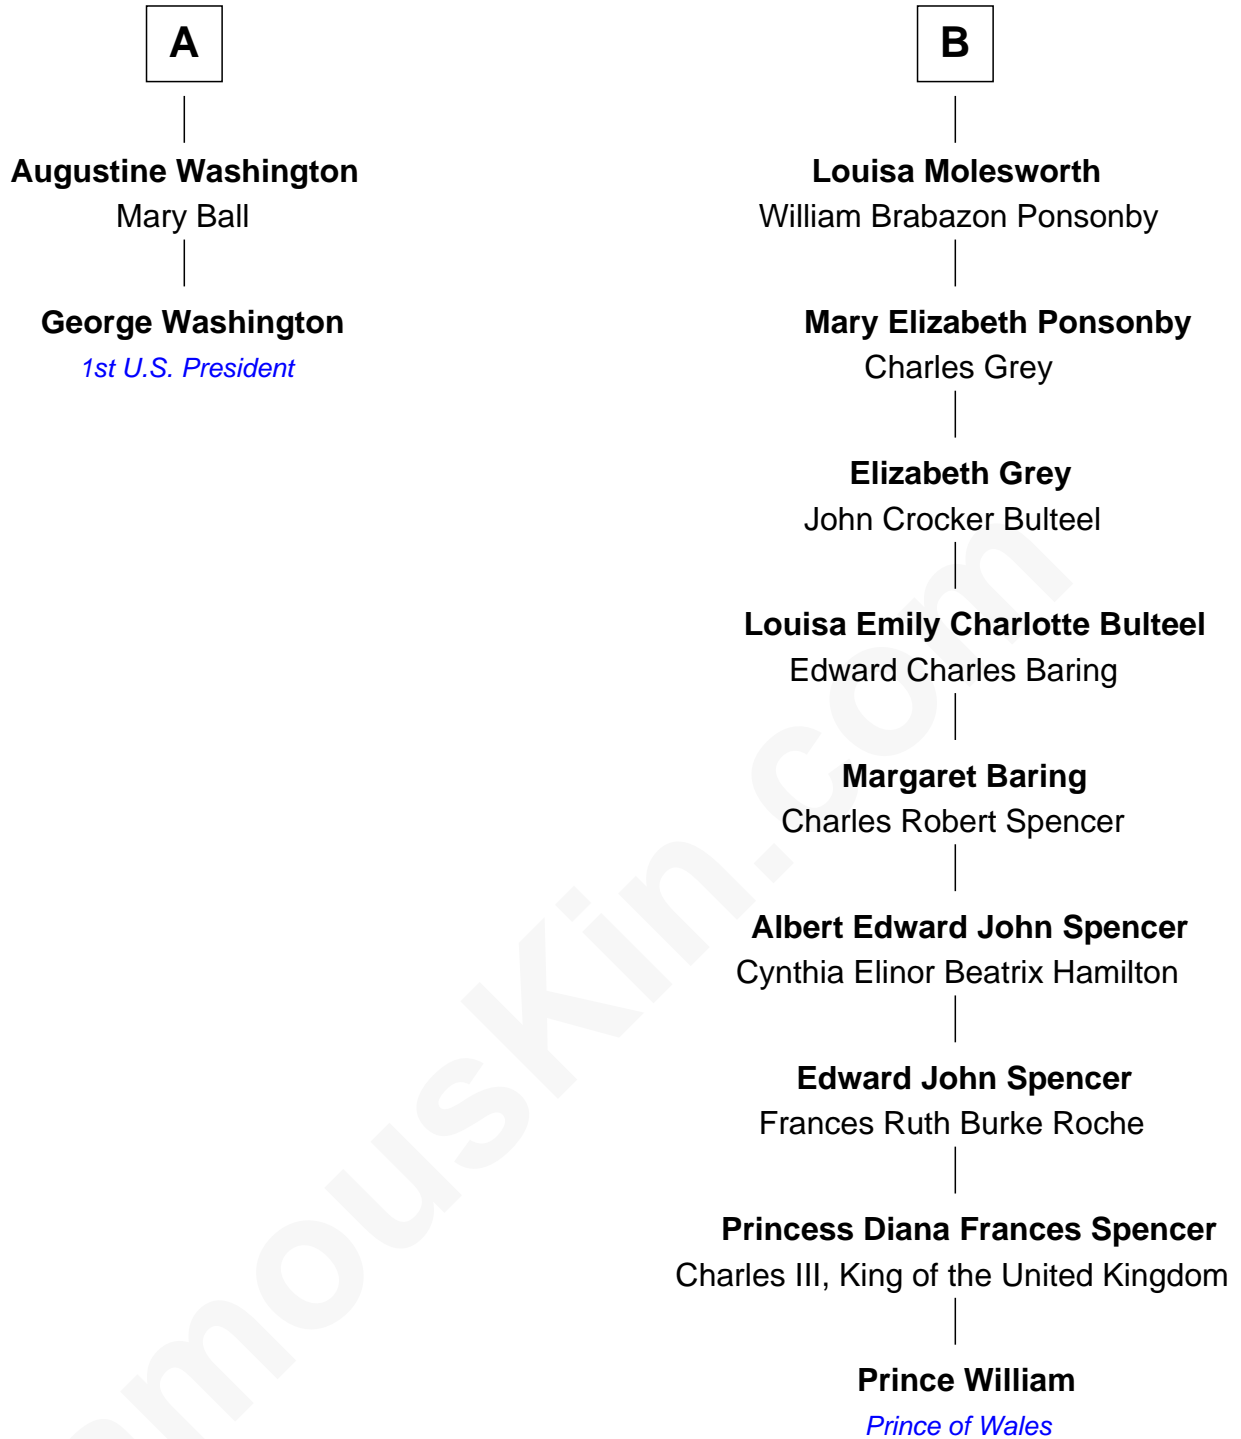 A
Augustine Washington
Mary Ball
George Washington
1st U.S. President
B
Louisa Molesworth
William Brabazon Ponsonby
Mary Elizabeth Ponsonby
Charles Grey
Elizabeth Grey
John Crocker Bulteel
Louisa Emily Charlotte Bulteel
Edward Charles Baring
Margaret Baring
Charles Robert Spencer
Albert Edward John Spencer
Cynthia Elinor Beatrix Hamilton
Edward John Spencer
Frances Ruth Burke Roche
Princess Diana Frances Spencer
Charles III, King of the United Kingdom
Prince William
Prince of Wales
amouskin.com